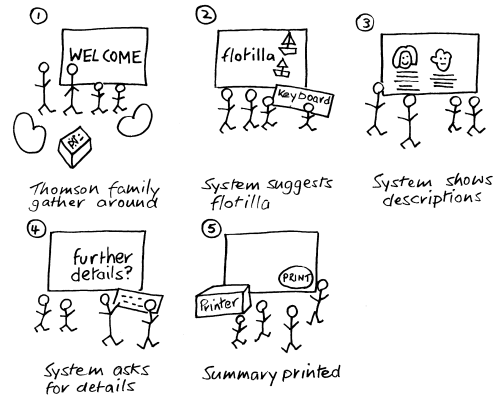 1
WELCOME
Thomson family
gather around
2
flotilla
Keyboard
System suggests
flotilla
3
System shows
descriptions
4
further
details?
System asks
for details
5
PRINT
Printer
Summary printed